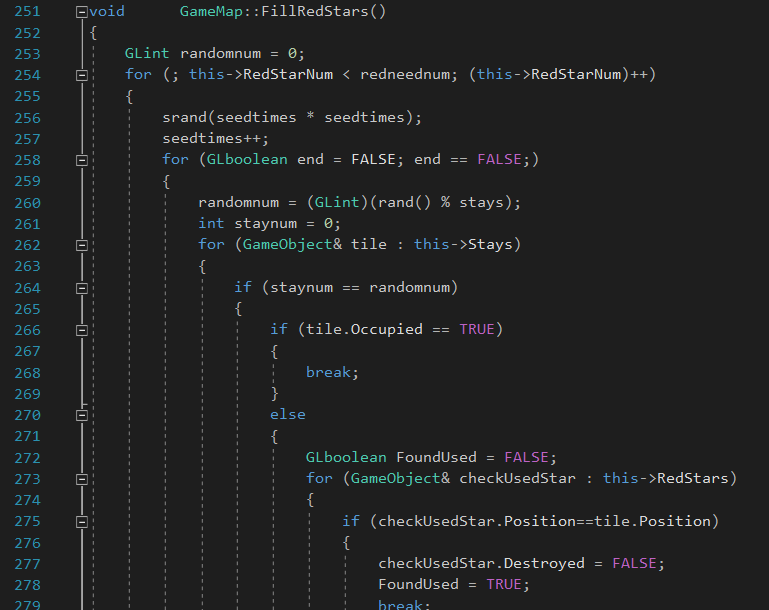 251 void      GameMap::FillRedStars()
252 {
253     GLint randomnum = 0;
254     for (; this->RedStarNum < redneednum; (this->RedStarNum)++)
255     {
256         srand(seedtimes * seedtimes);
257         seedtimes++;
258         for (GLboolean end = FALSE; end == FALSE;)
259         {
260             randomnum = (GLint)(rand() % stays);
261             int staynum = 0;
262             for (GameObject& tile : this->Stays)
263             {
264                 if (staynum == randomnum)
265                 {
266                     if (tile.Occupied == TRUE)
267                     {
268                         break;
269                     }
270                     else
271                     {
272                         GLboolean FoundUsed = FALSE;
273                         for (GameObject& checkUsedStar : this->RedStars)
274                         {
275                             if (checkUsedStar.Position==tile.Position)
276                             {
277                                 checkUsedStar.Destroyed = FALSE;
278                                 FoundUsed = TRUE;
279                                 break;